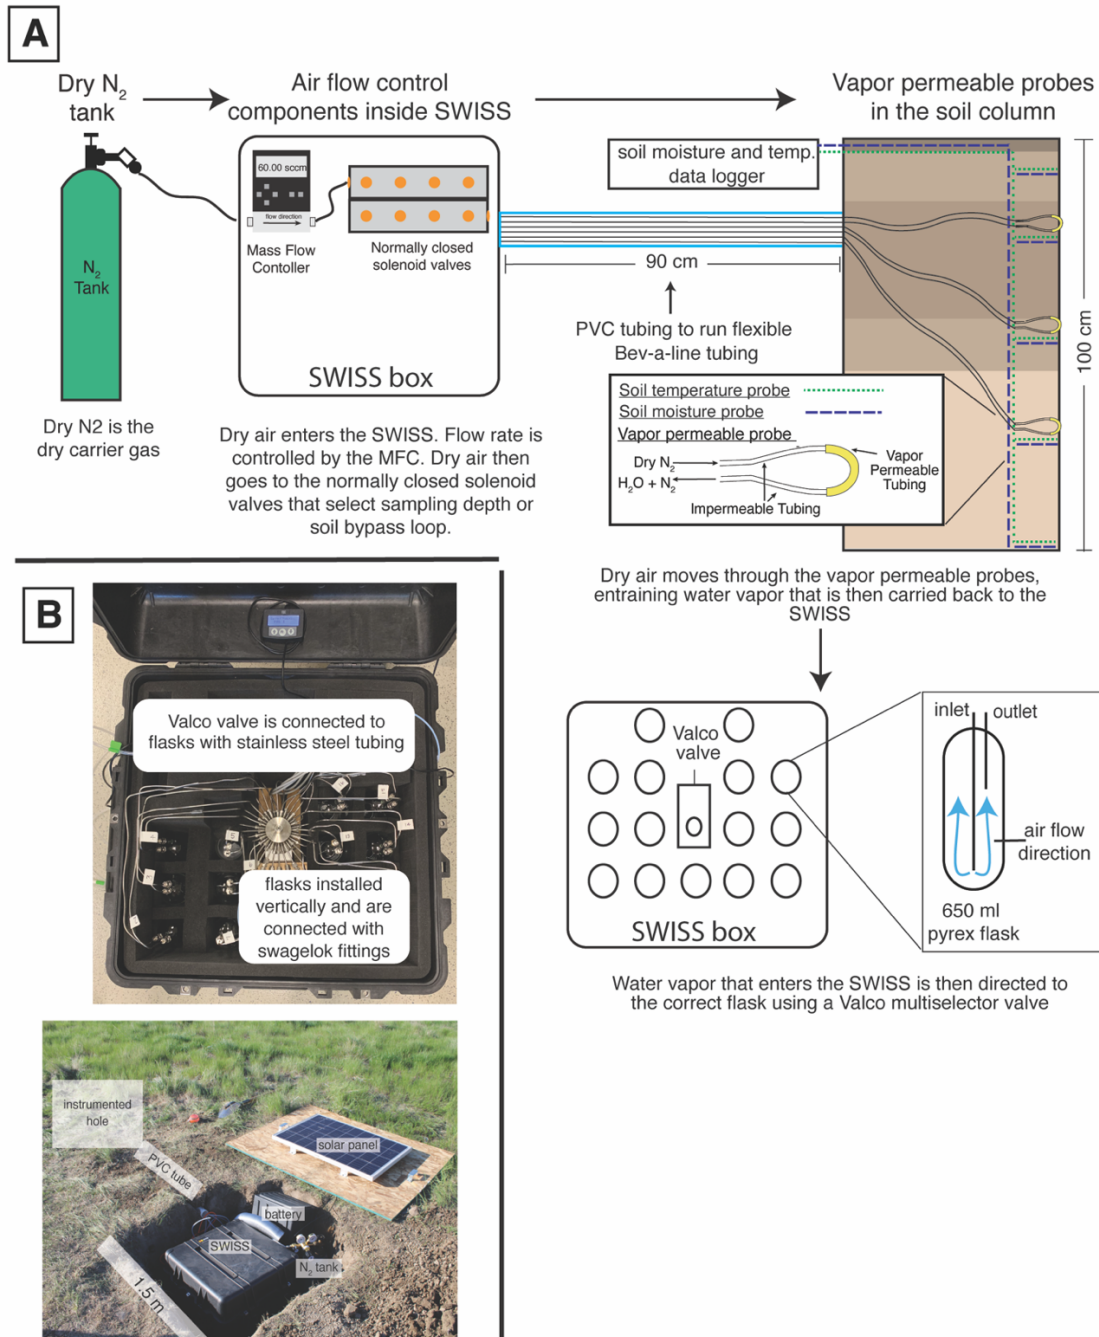 A
Dry N₂
tank
Air flow control
components inside SWISS
Vapor permeable probes
in the soil column
60.00 sccm
flow direction
Mass Flow
Contoller
Normally closed
solenoid valves
N₂
Tank
SWISS box
soil moisture and temp.
data logger
90 cm
100 cm
PVC tubing to run flexible
Bev-a-line tubing
Soil temperature probe
Soil moisture probe
Vapor permeable probe
Dry N₂
H₂O + N₂
Vapor
Permeable
Tubing
Impermeable Tubing
Dry N2 is the
dry carrier gas
Dry air enters the SWISS. Flow rate is
controlled by the MFC. Dry air then
goes to the normally closed solenoid
valves that select sampling depth or
soil bypass loop.
Dry air moves through the vapor permeable probes,
entraining water vapor that is then carried back to the
SWISS
Valco
valve
SWISS box
inlet
outlet
air flow
direction
650 ml
pyrex flask
Water vapor that enters the SWISS is then directed to
the correct flask using a Valco multiselector valve
B
Valco valve is connected to
flasks with stainless steel tubing
flasks installed
vertically and are
connected with
swagelok fittings
instrumented
hole
PVC tube
solar panel
battery
SWISS
N₂ tank
1.5 m